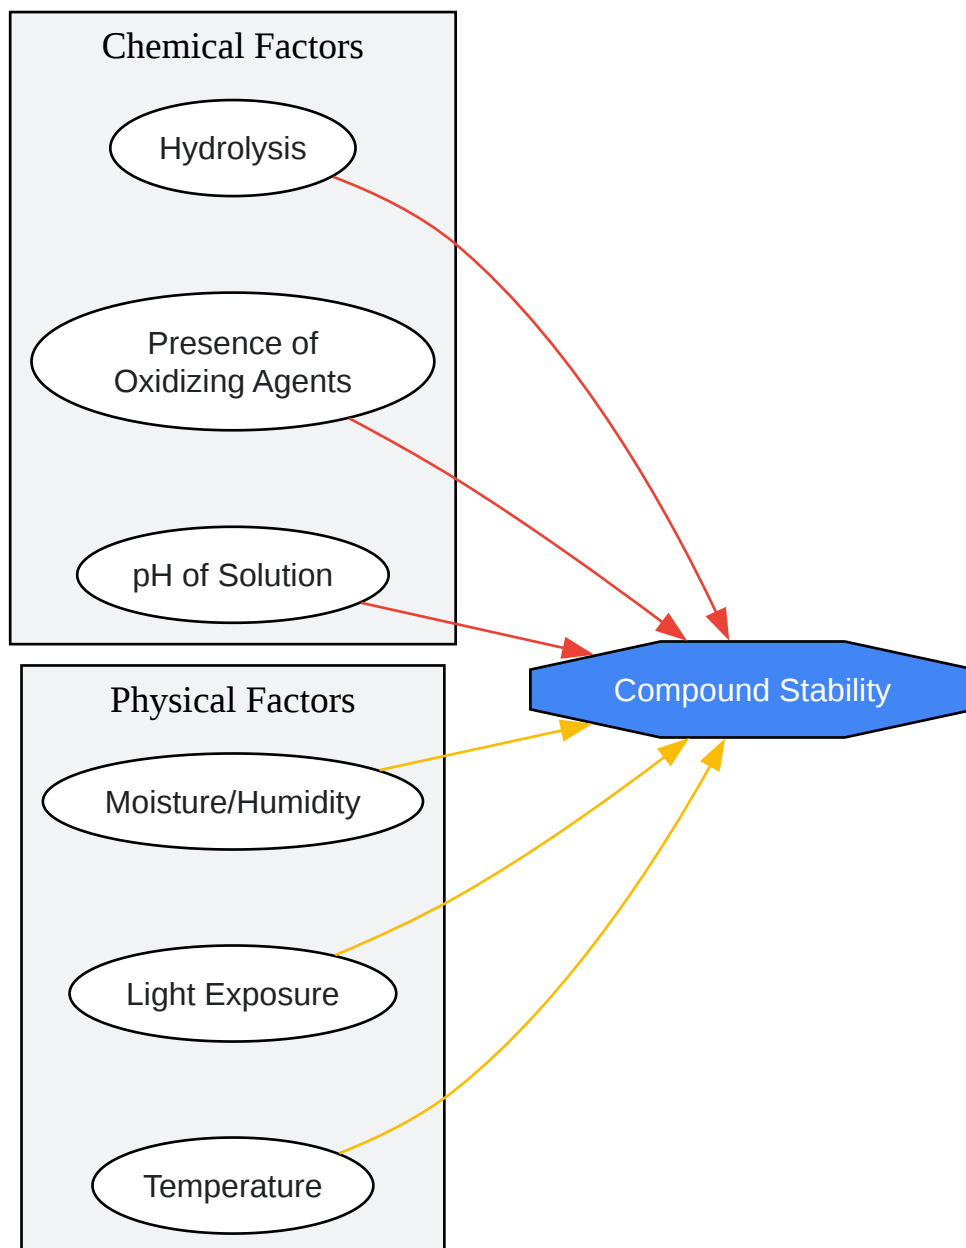 Chemical Factors
Hydrolysis
Presence of
Oxidizing Agents
pH of Solution
Compound Stability
Physical Factors
Moisture/Humidity
Light Exposure
Temperature